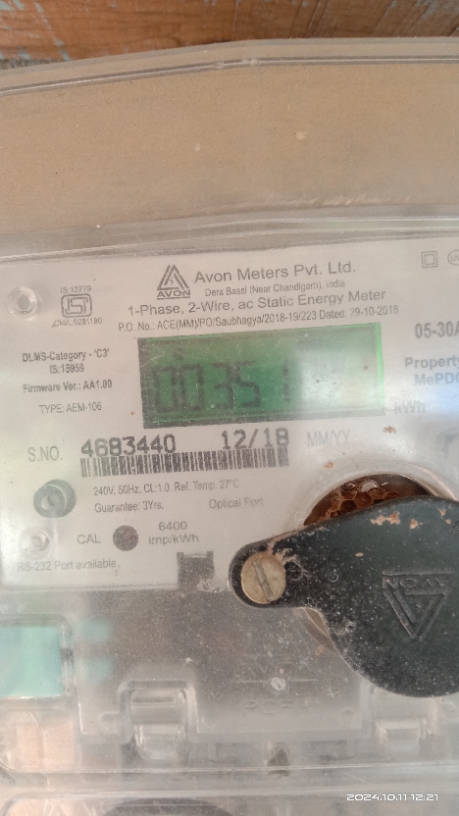 IS:13779
AVON
Avon Meters Pvt. Ltd.
Dera Bassi (Near Chandigarh), India
1-Phase, 2-Wire, ac Static Energy Meter
P.O. No.: ACE(MM)/PO/Saubhagya/2018-19/223 Dated: 29-10-2018
DLMS-Category - 'C3'
IS:15959
05-30A
Property
MePDC
Firmware Ver.: AA1.00
TYPE: AEM-106
00351
kWh
S.NO. 4683440 12/18 MM/YY
240V, 50Hz, CL:1.0, Ref. Temp. 27°C
Guarantee: 3Yrs. Optical Port
CAL 6400
imp/kWh
RS-232 Port available.
AVON
2024.10.11 12:21